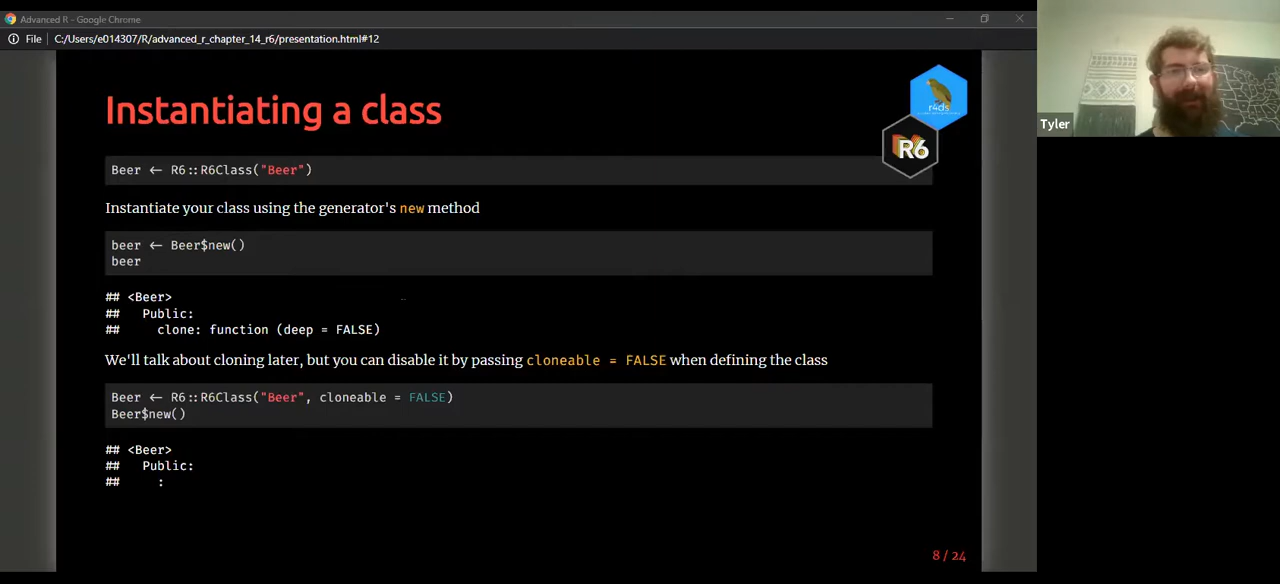 Advanced R - Google Chrome
File C:/Users/e014307/R/advanced_r_chapter_14_r6/presentation.html#12
Instantiating a class
r4ds
R6
Tyler
Beer <- R6::R6Class("Beer")
Instantiate your class using the generator's new method
beer <- Beer$new()
beer
## <Beer>
## Public:
## clone: function (deep = FALSE)
We'll talk about cloning later, but you can disable it by passing cloneable = FALSE when defining the class
Beer <- R6::R6Class("Beer", cloneable = FALSE)
Beer$new()
## <Beer>
## Public:
## :
8 / 24